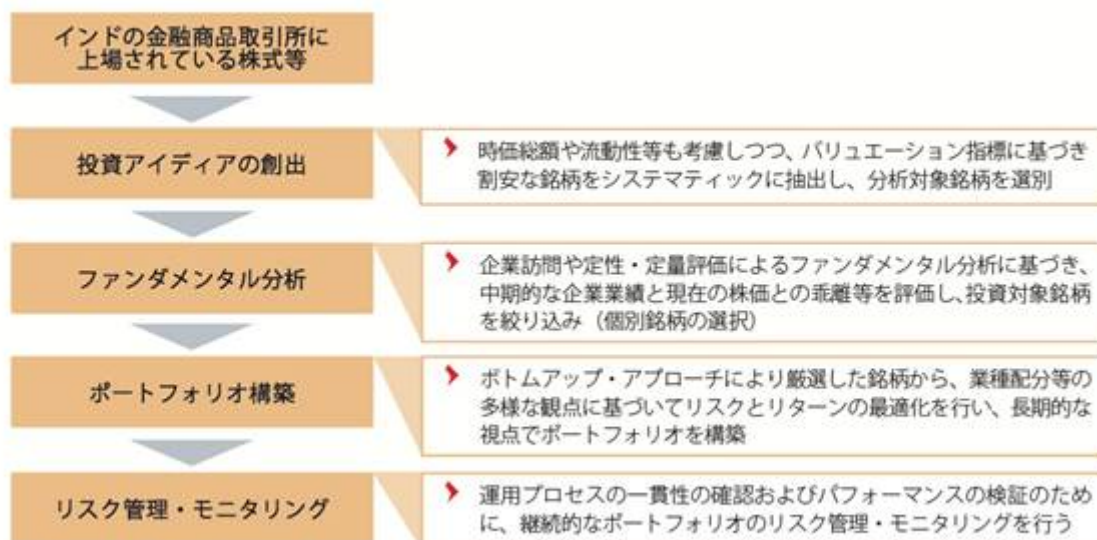 インドの金融商品取引所に
上場されている株式等
投資アイディアの創出
時価総額や流動性等も考慮しつつ、バリュエーション指標に基づき
割安な銘柄をシステマティックに抽出し、分析対象銘柄を選別
ファンダメンタル分析
企業訪問や定性・定量評価によるファンダメンタル分析に基づき、
中期的な企業業績と現在の株価との乖離等を評価し、投資対象銘柄
を絞り込み（個別銘柄の選択）
ポートフォリオ構築
ボトムアップ・アプローチにより厳選した銘柄から、業種配分等の
多様な観点に基づいてリスクとリターンの最適化を行い、長期的な
視点でポートフォリオを構築
リスク管理・モニタリング
運用プロセスの一貫性の確認およびパフォーマンスの検証のため
に、継続的なポートフォリオのリスク管理・モニタリングを行う